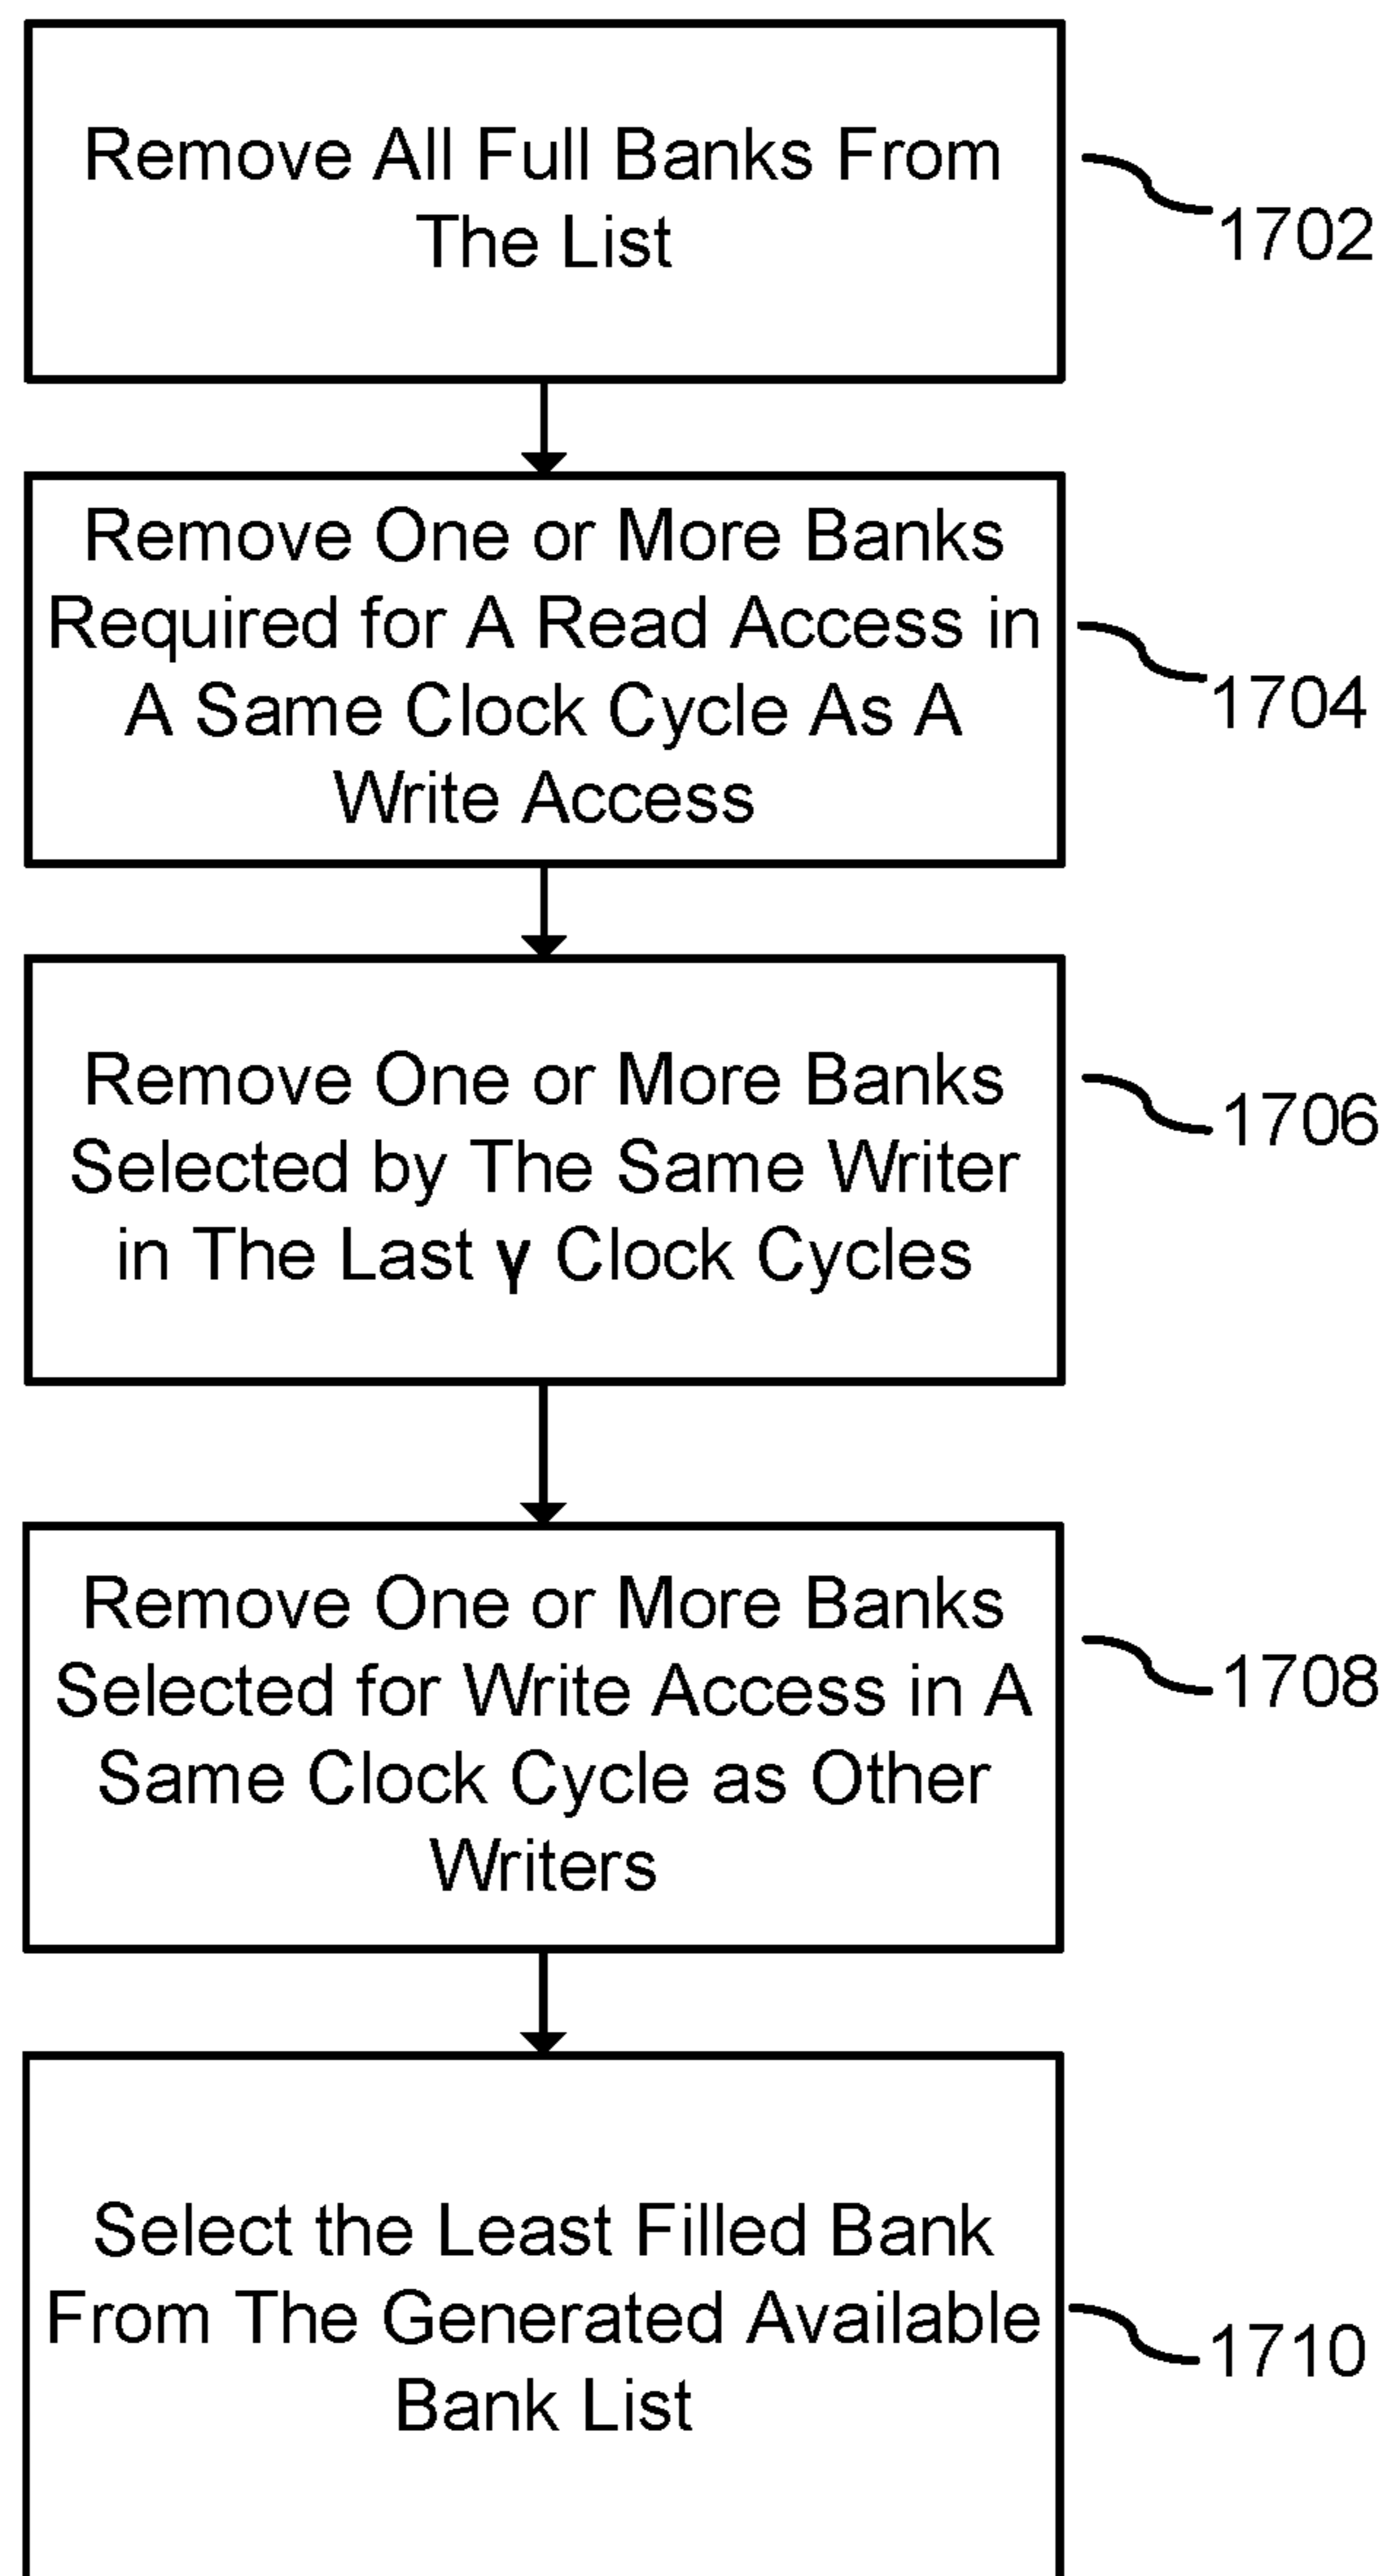 Remove All Full Banks From
The List
1702
Remove One or More Banks
Required for A Read Access in
A Same Clock Cycle As A
Write Access
1704
Remove One or More Banks
Selected by The Same Writer
in The Last γ Clock Cycles
1706
Remove One or More Banks
Selected for Write Access in A
Same Clock Cycle as Other
Writers
1708
Select the Least Filled Bank
From The Generated Available
Bank List
1710